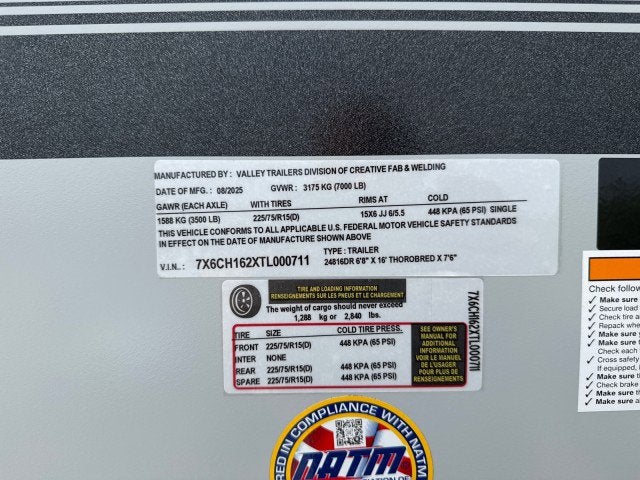 MANUFACTURED BY: VALLEY TRAILERS DIVISION OF CREATIVE FAB & WELDING
DATE OF MFG.: 08/2025 GVWR: 3175 KG (7000 LB)
GAWR (EACH AXLE) WITH TIRES RIMS AT COLD
1588 KG (3500 LB) 225/75/R15(D) 15X6 JJ 6/5.5 448 KPA (65 PSI) SINGLE
THIS VEHICLE CONFORMS TO ALL APPLICABLE U.S. FEDERAL MOTOR VEHICLE SAFETY STANDARDS
IN EFFECT ON THE DATE OF MANUFACTURE SHOWN ABOVE
TYPE: TRAILER
V.I.N.: 7X6CH162XTL000711 24816DR 6'8" X 16' THOROBRED X 7'6"
TIRE AND LOADING INFORMATION
RENSEIGNEMENTS SUR LES PNEUS ET LE CHARGEMENT
The weight of cargo should never exceed
1,288 kg or 2,840 lbs.
TIRE SIZE COLD TIRE PRESS.
FRONT 225/75/R15(D) 448 KPA (65 PSI)
INTER NONE
REAR 225/75/R15(D) 448 KPA (65 PSI)
SPARE 225/75/R15(D) 448 KPA (65 PSI)
SEE OWNER'S
MANUAL FOR
ADDITIONAL
INFORMATION
VOIR LE MANUEL
DE L'USAGER
POUR PLUS DE
RENSEIGNEMENTS
7X6CH162XTL000711
IN COMPLIANCE WITH NATM
NATM
Check
Make sure
Secure load
Check tire
Repack
Make sure
Check each
Cross
If equipped,
Make sure
Check brake
Make sure
Make sure